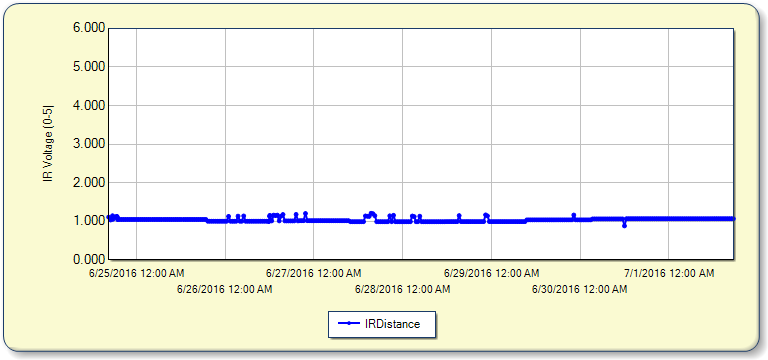 6.000
5.000
4.000
3.000
2.000
1.000
0.000
IR Voltage (0-5|
6/25/2016 12:00 AM
6/26/2016 12:00 AM
6/27/2016 12:00 AM
6/28/2016 12:00 AM
6/29/2016 12:00 AM
6/30/2016 12:00 AM
7/1/2016 12:00 AM
IRDistance